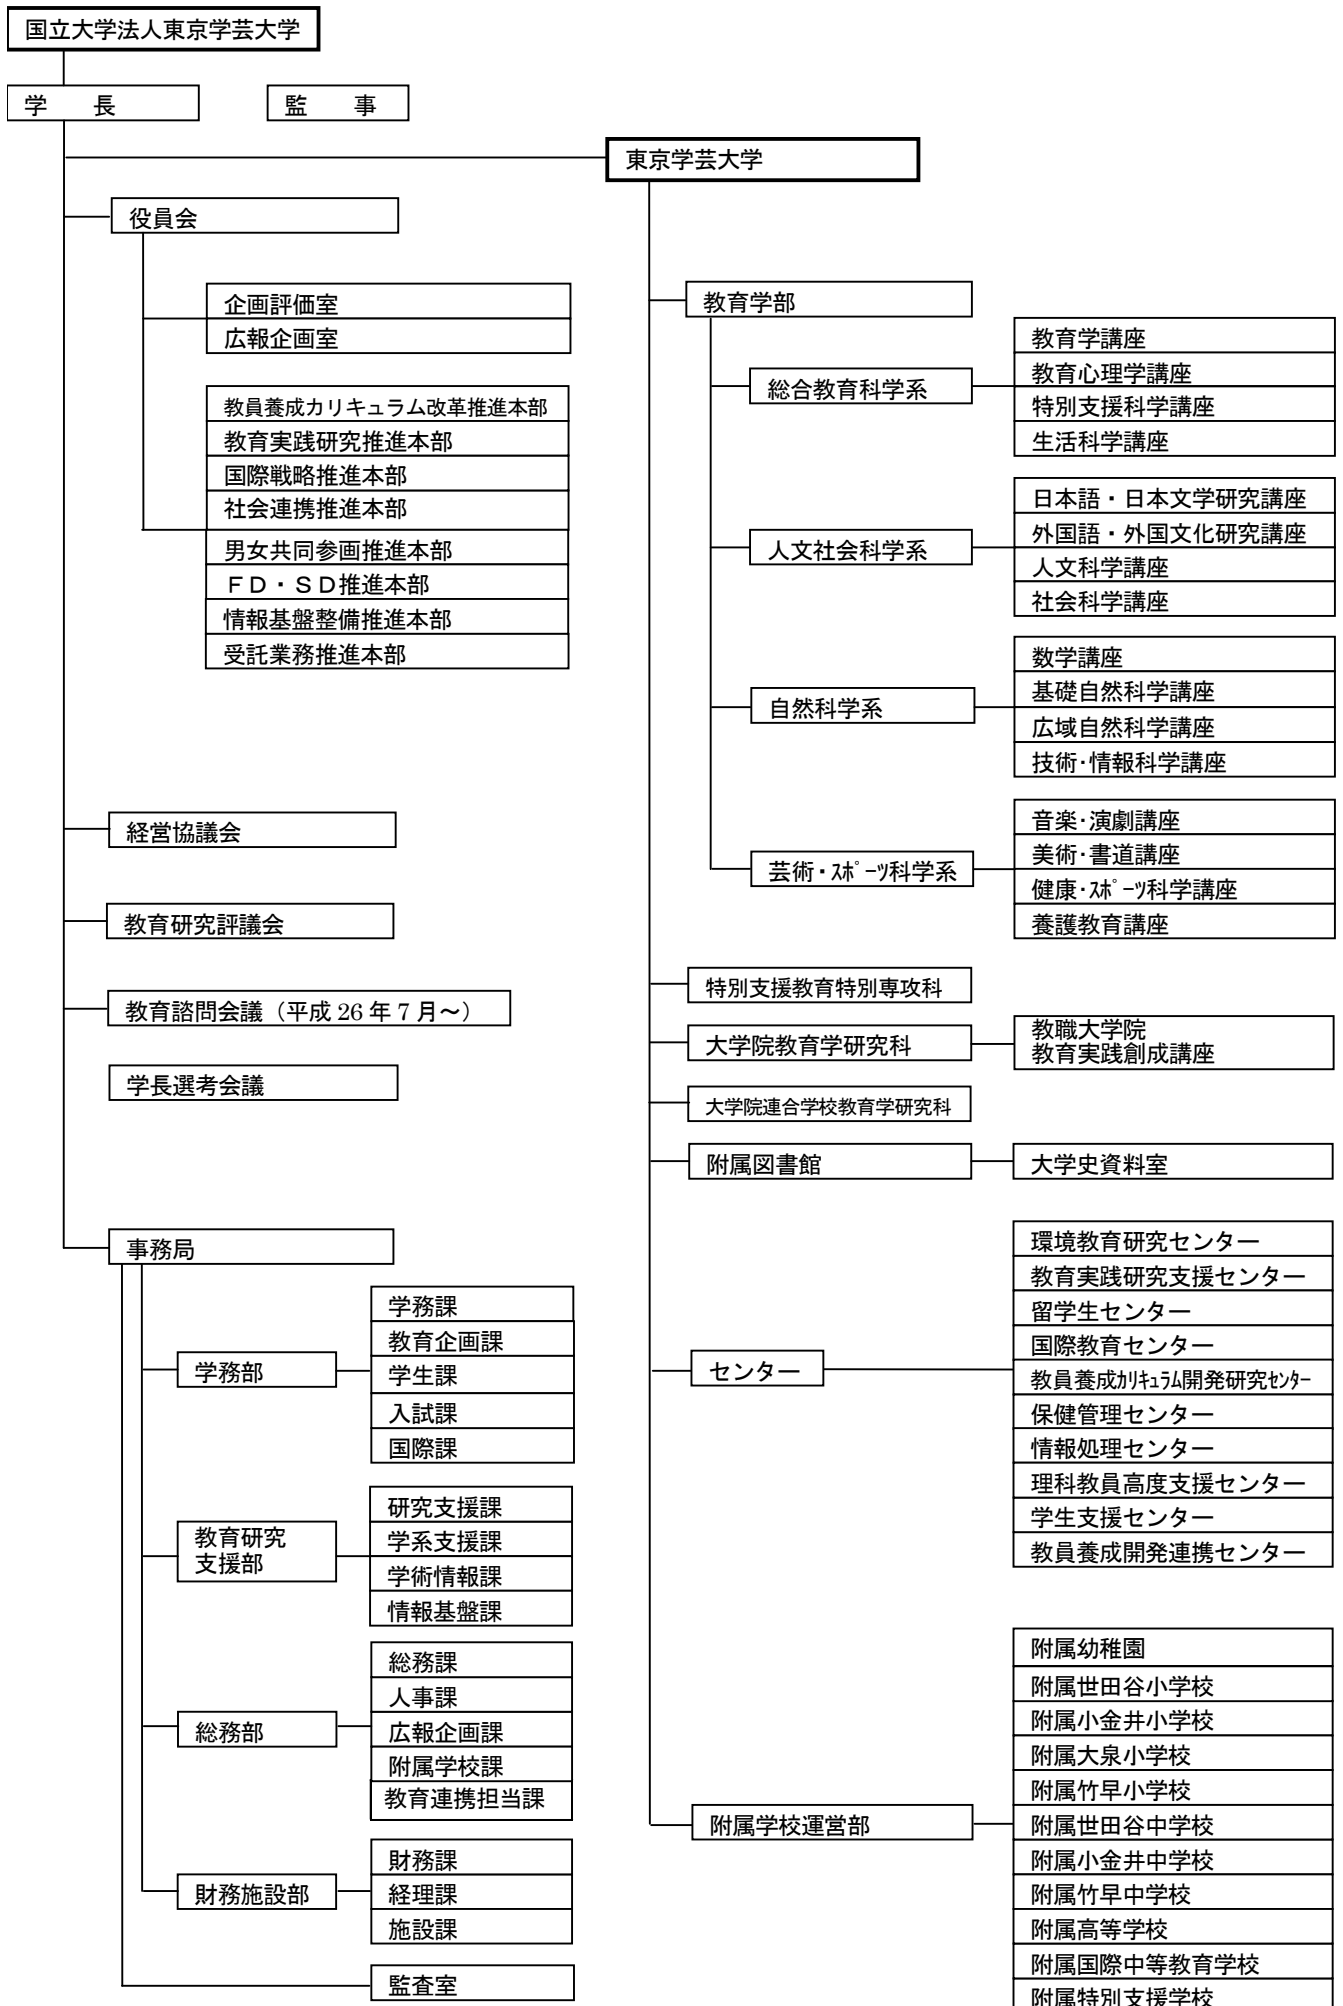 国立大学法人東京学芸大学
学　　長
監　　事
東京学芸大学
役員会
企画評価室
広報企画室
教員養成カリキュラム改革推進本部
教育実践研究推進本部
国際戦略推進本部
社会連携推進本部
男女共同参画推進本部
ＦＤ・ＳＤ推進本部
情報基盤整備推進本部
受託業務推進本部
経営協議会
教育研究評議会
教育諮問会議（平成 26 年 7 月～）
学長選考会議
事務局
学務部
学務課
教育企画課
学生課
入試課
国際課
教育研究
支援部
研究支援課
学系支援課
学術情報課
情報基盤課
総務部
総務課
人事課
広報企画課
附属学校課
教育連携担当課
財務施設部
財務課
経理課
施設課
監査室
教育学部
総合教育科学系
教育学講座
教育心理学講座
特別支援科学講座
生活科学講座
人文社会科学系
日本語・日本文学研究講座
外国語・外国文化研究講座
人文科学講座
社会科学講座
自然科学系
数学講座
基礎自然科学講座
広域自然科学講座
技術･情報科学講座
芸術・ｽﾎﾟｰﾂ科学系
音楽･演劇講座
美術･書道講座
健康･ｽﾎﾟｰﾂ科学講座
養護教育講座
特別支援教育特別専攻科
大学院教育学研究科
教職大学院
教育実践創成講座
大学院連合学校教育学研究科
附属図書館
大学史資料室
センター
環境教育研究センター
教育実践研究支援センター
留学生センター
国際教育センター
教員養成ｶﾘｷｭﾗﾑ開発研究ｾﾝﾀｰ
保健管理センター
情報処理センター
理科教員高度支援センター
学生支援センター
教員養成開発連携センター
附属学校運営部
附属幼稚園
附属世田谷小学校
附属小金井小学校
附属大泉小学校
附属竹早小学校
附属世田谷中学校
附属小金井中学校
附属竹早中学校
附属高等学校
附属国際中等教育学校
附属特別支援学校